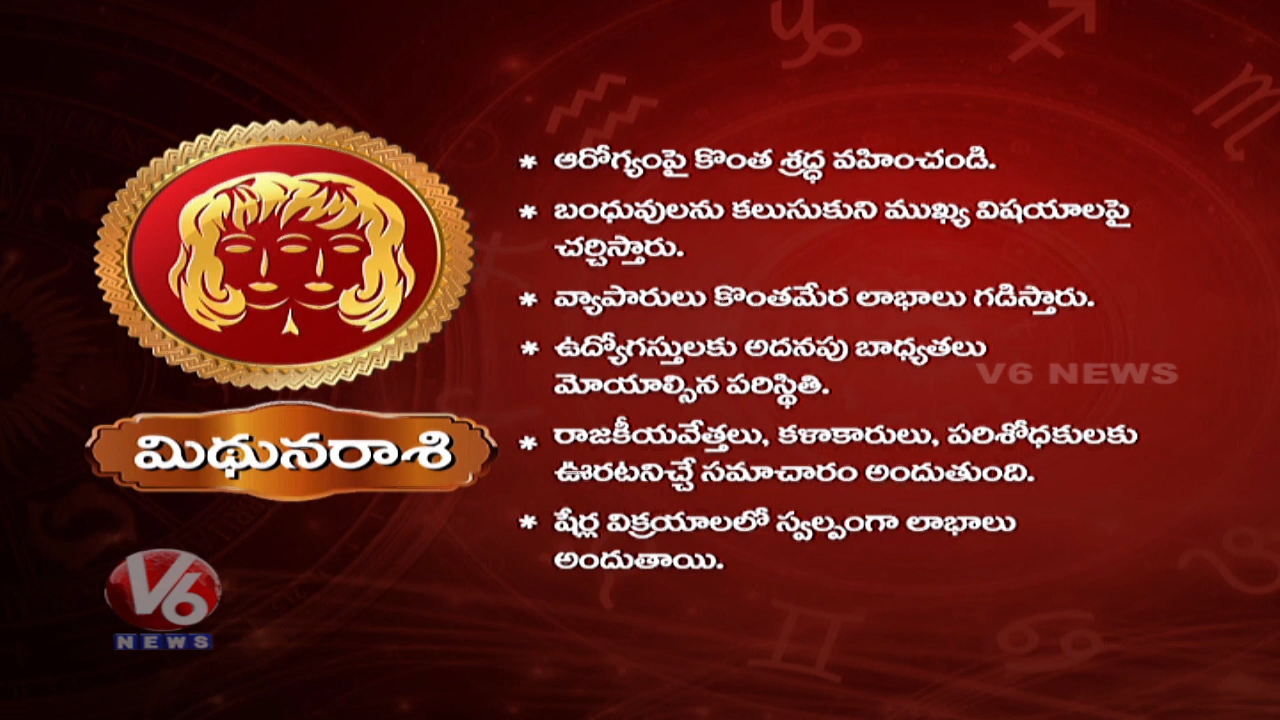 * ఆరోగ్యంపై కొంత శ్రద్ధ వహించండి.
* బంధువులను కలుసుకుని ముఖ్య విషయాలపై
చర్చిస్తారు.
* వ్యాపారులు కొంతమేర లాభాలు గడిస్తారు.
* ఉద్యోగస్తులకు అదనపు బాధ్యతలు
మోయాల్సిన పరిస్థితి.
* రాజకీయవేత్తలు, కళాకారులు, పరిశోధకులకు
ఊరటనిచ్చే సమాచారం అందుతుంది.
* షేర్ల విక్రయాలలో స్వల్పంగా లాభాలు
అందుతాయి.
మిథునరాశి
V6 NEWS
V6
NEWS